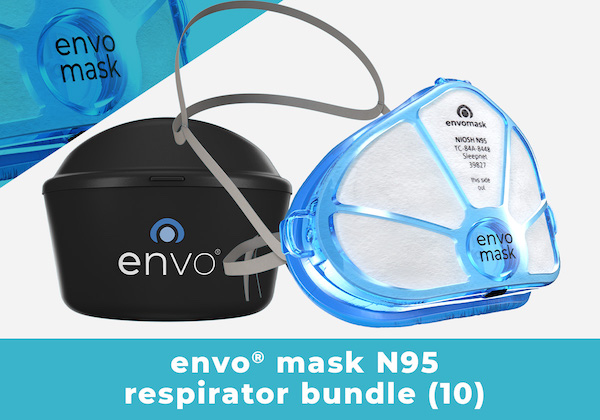 envo
mask
envo®
envomask
NIOSH N95
TC-84A-8448
Sleepnet
39827
this side
out
envo
mask
envo® mask N95
respirator bundle (10)